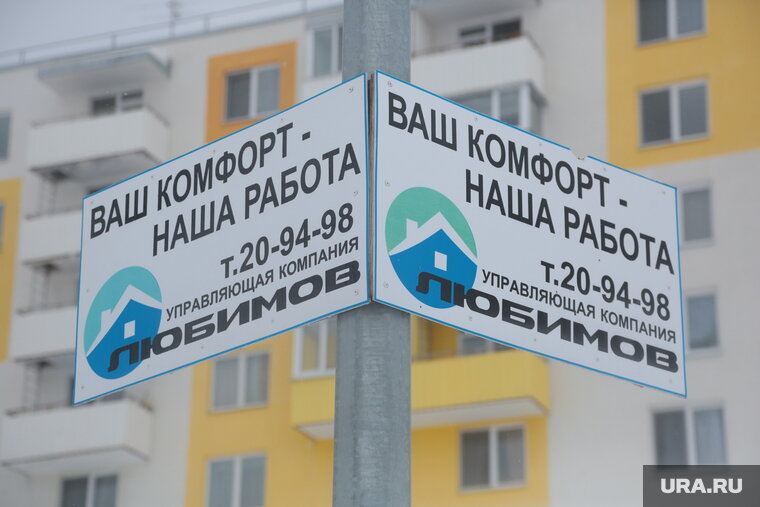 ВАШ КОМФОРТ -
НАША РАБОТА
т.20-94-98
УПРАВЛЯЮЩАЯ КОМПАНИЯ
ЛЮБИМОВ
ВАШ КОМФОРТ -
НАША РАБОТА
т.20-94-98
УПРАВЛЯЮЩАЯ КОМПАНИЯ
ЛЮБИМОВ
URA.RU